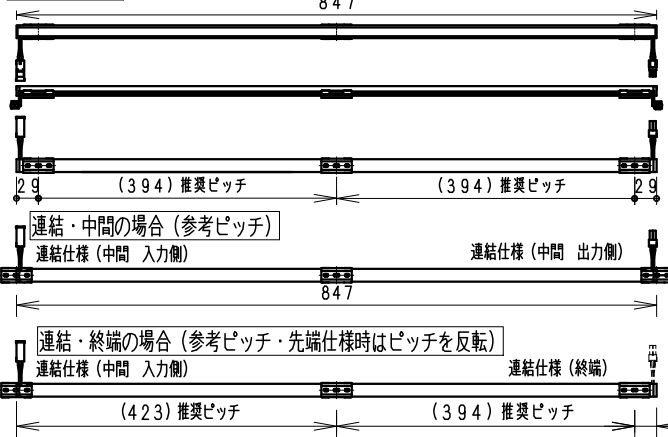 847
29 (394)推奨ピッチ (394)推奨ピッチ 29
連結・中間の場合(参考ピッチ)
連結仕様(中間 入力側) 連結仕様(中間 出力側)
847
連結・終端の場合(参考ピッチ・先端仕様時はピッチを反転)
連結仕様(中間 入力側) 連結仕様(終端)
(423)推奨ピッチ (394)推奨ピッチ